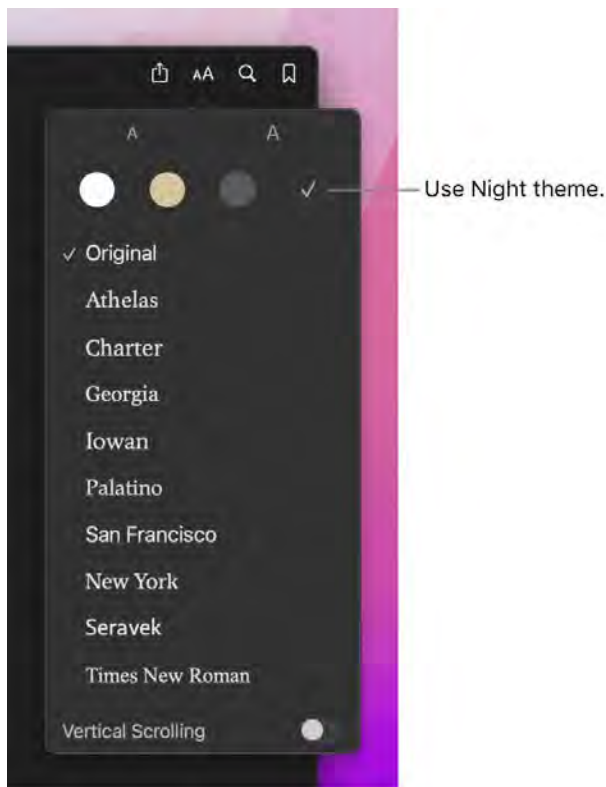 AA
A A
Use Night theme.
Original
Athelas
Charter
Georgia
Iowan
Palatino
San Francisco
New York
Seravek
Times New Roman
Vertical Scrolling